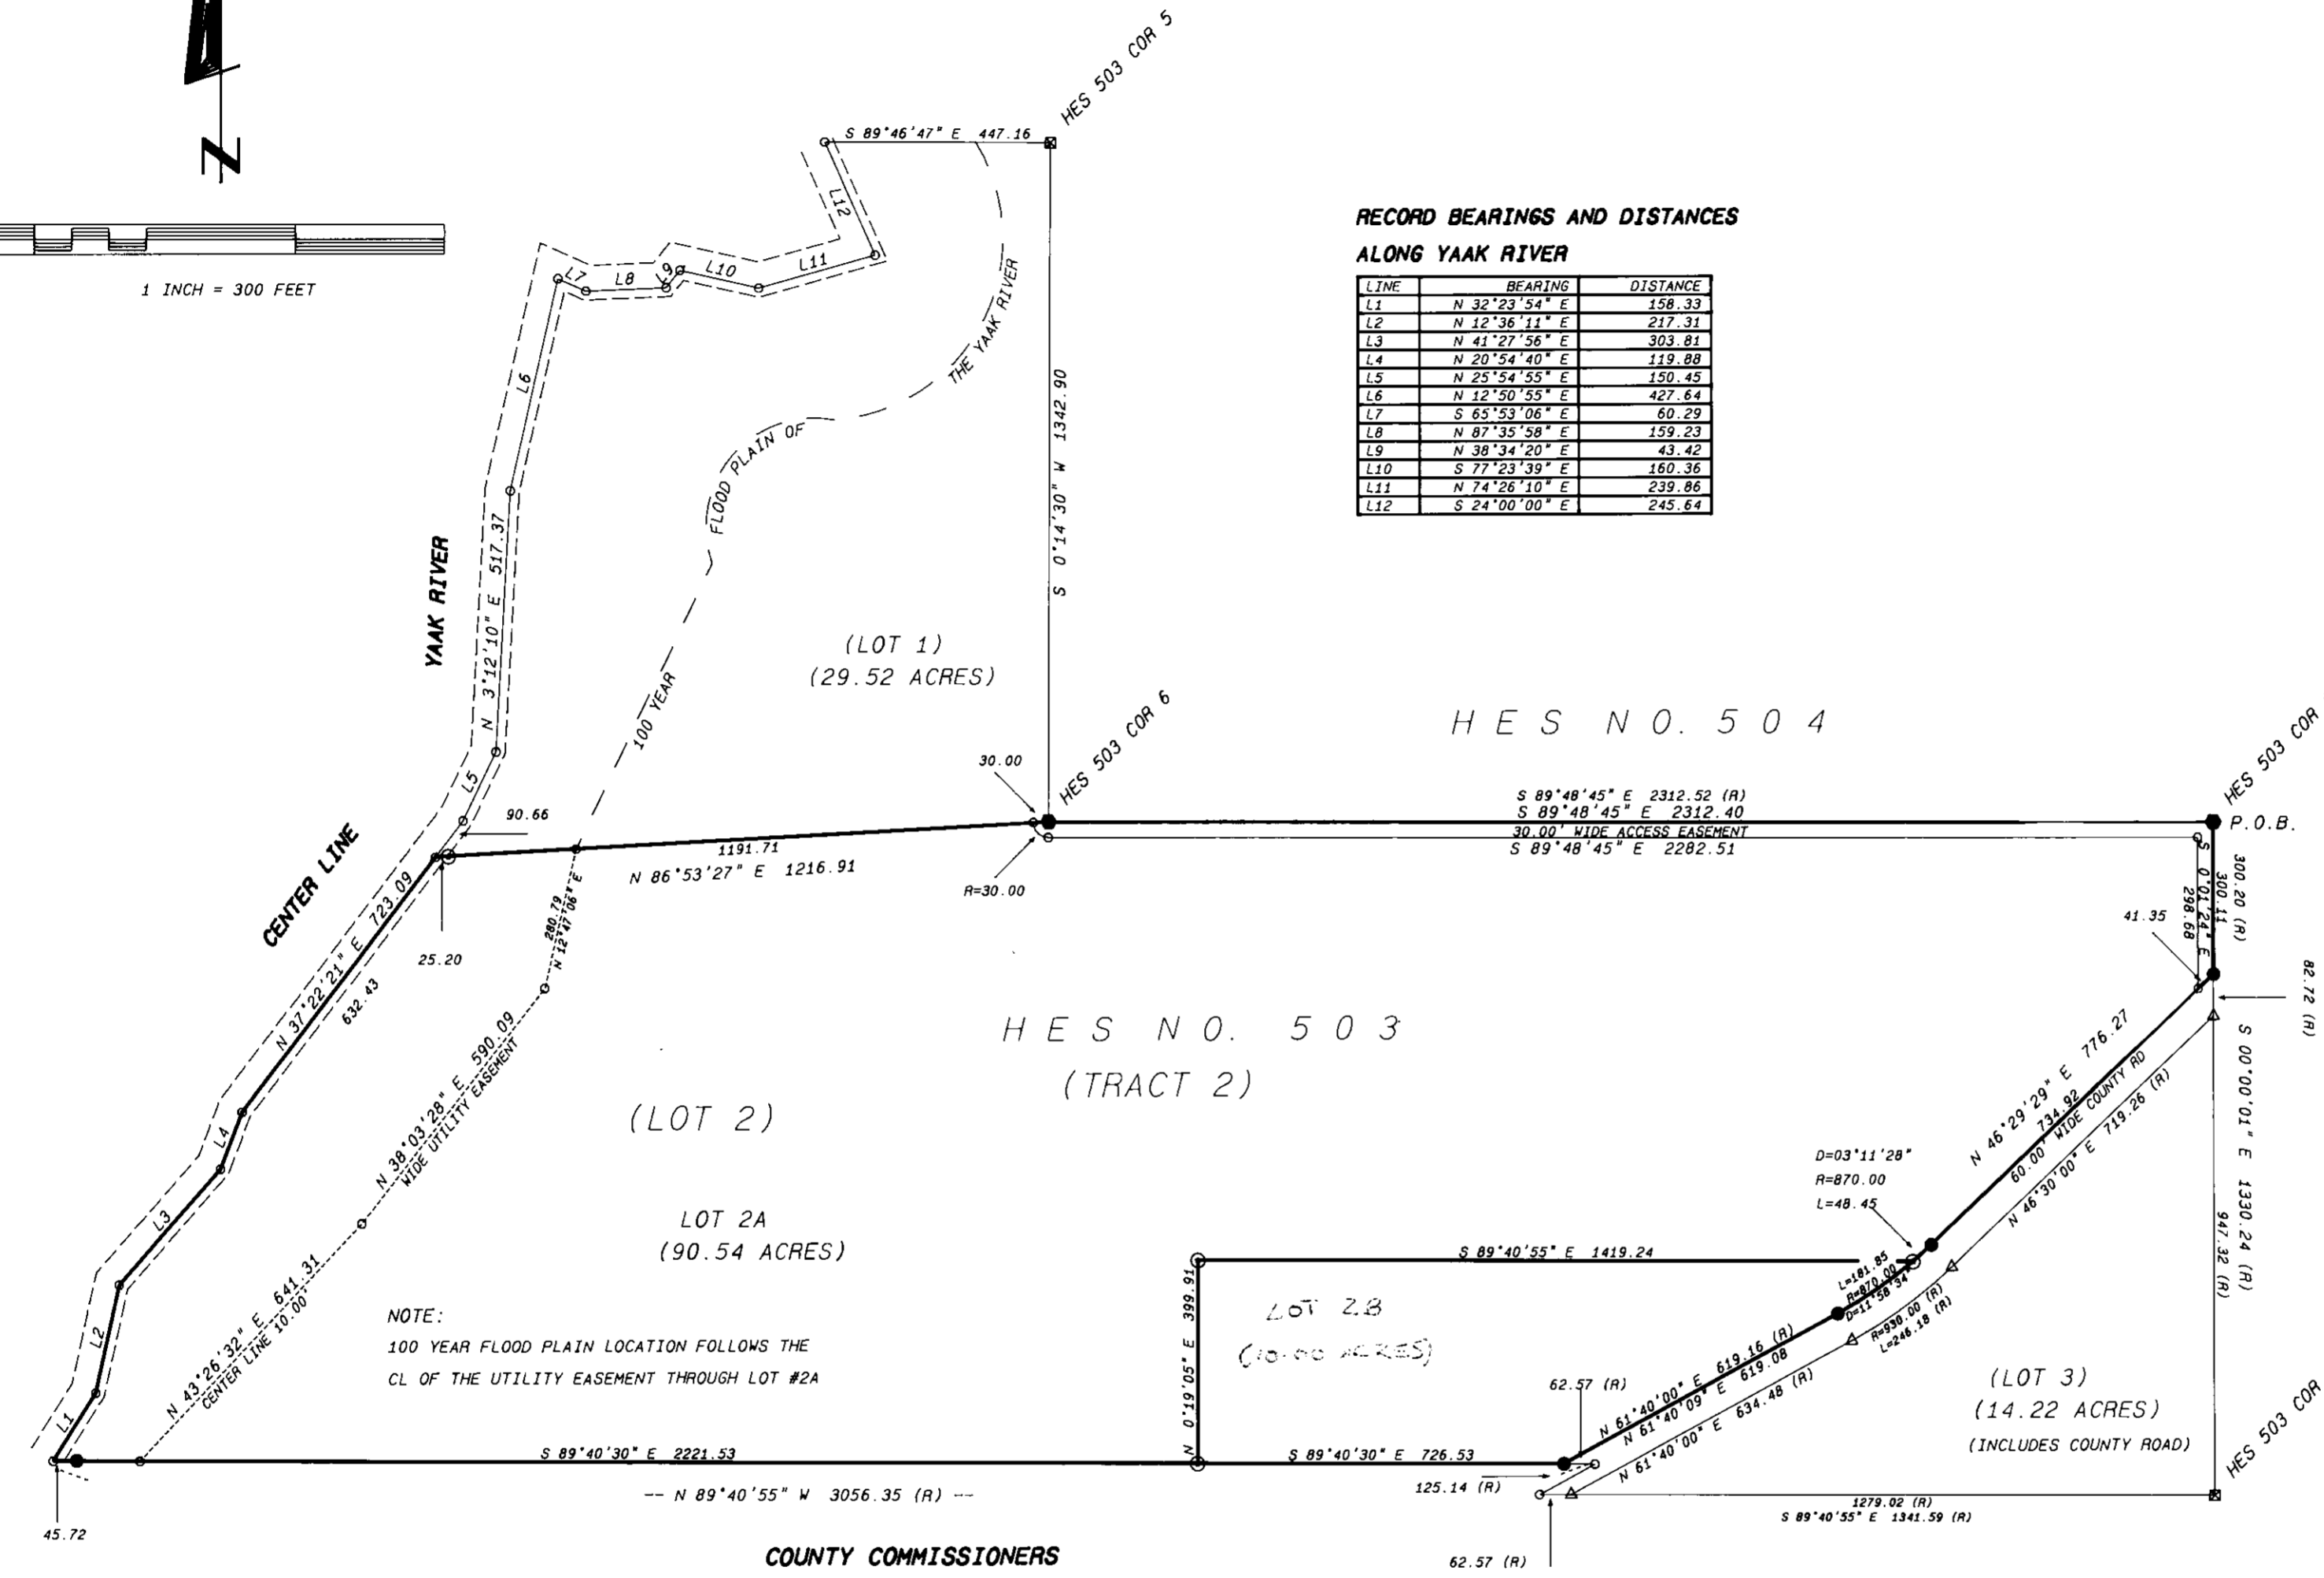 N
1 INCH = 300 FEET
HES 503 COR 5
S 89°46'47" E 447.16
L12
L11
L10
L9
L8
L7
L6
THE YAAK RIVER
FLOOD PLAIN OF
100 YEAR
S 0°14'30" W 1342.90
RECORD BEARINGS AND DISTANCES
ALONG YAAK RIVER
LINE BEARING DISTANCE
L1 N 32°23'54" E 158.33
L2 N 12°36'11" E 217.31
L3 N 41°27'56" E 303.81
L4 N 20°54'40" E 119.88
L5 N 25°54'55" E 150.45
L6 N 12°50'55" E 427.64
L7 S 65°53'06" E 60.29
L8 N 87°35'58" E 159.23
L9 N 38°34'20" E 43.42
L10 S 77°23'39" E 160.36
L11 N 74°26'10" E 239.86
L12 S 24°00'00" E 245.64
YAAK RIVER
N 3°12'10" E 517.37
(LOT 1)
(29.52 ACRES)
HES 503 COR 6
30.00
R=30.00
HES NO. 504
S 89°48'45" E 2312.52 (R)
S 89°48'45" E 2312.40
30.00' WIDE ACCESS EASEMENT
S 89°48'45" E 2282.51
HES 503 COR
P.O.B.
300.20 (R)
300.11
S 0°01'24" E
298.68
41.35
82.72 (R)
L5
90.66
1191.71
N 86°53'27" E 1216.91
25.20
CENTER LINE
N 37°22'21" E 723.09
632.43
280.79
N 12°47'06" E
N 38°03'28" E 590.09
WIDE UTILITY EASEMENT
HES NO. 503
(TRACT 2)
(LOT 2)
LOT 2A
(90.54 ACRES)
L4
L3
L2
L1
N 43°26'32" E 641.31
CENTER LINE 10.00'
NOTE:
100 YEAR FLOOD PLAIN LOCATION FOLLOWS THE
CL OF THE UTILITY EASEMENT THROUGH LOT #2A
N 46°29'29" E 776.27
734.92
60.00' WIDE COUNTY RD
N 46°30'00" E 719.26 (R)
S 00°00'01" E 1330.24 (R)
947.32 (R)
D=03°11'28"
R=870.00
L=48.45
S 89°40'55" E 1419.24
N 0°19'05" E 399.91
LOT 2B
(10.00 ACRES)
L=181.85
R=870.00
D=11°58'34"
R=930.00 (R)
L=246.18 (R)
N 61°40'00" E 619.16 (R)
N 61°40'09" E 619.08
N 61°40'00" E 634.48 (R)
62.57 (R)
(LOT 3)
(14.22 ACRES)
(INCLUDES COUNTY ROAD)
HES 503 COR
S 89°40'30" E 2221.53
S 89°40'30" E 726.53
125.14 (R)
-- N 89°40'55" W 3056.35 (R) --
1279.02 (R)
S 89°40'55" E 1341.59 (R)
45.72
62.57 (R)
COUNTY COMMISSIONERS